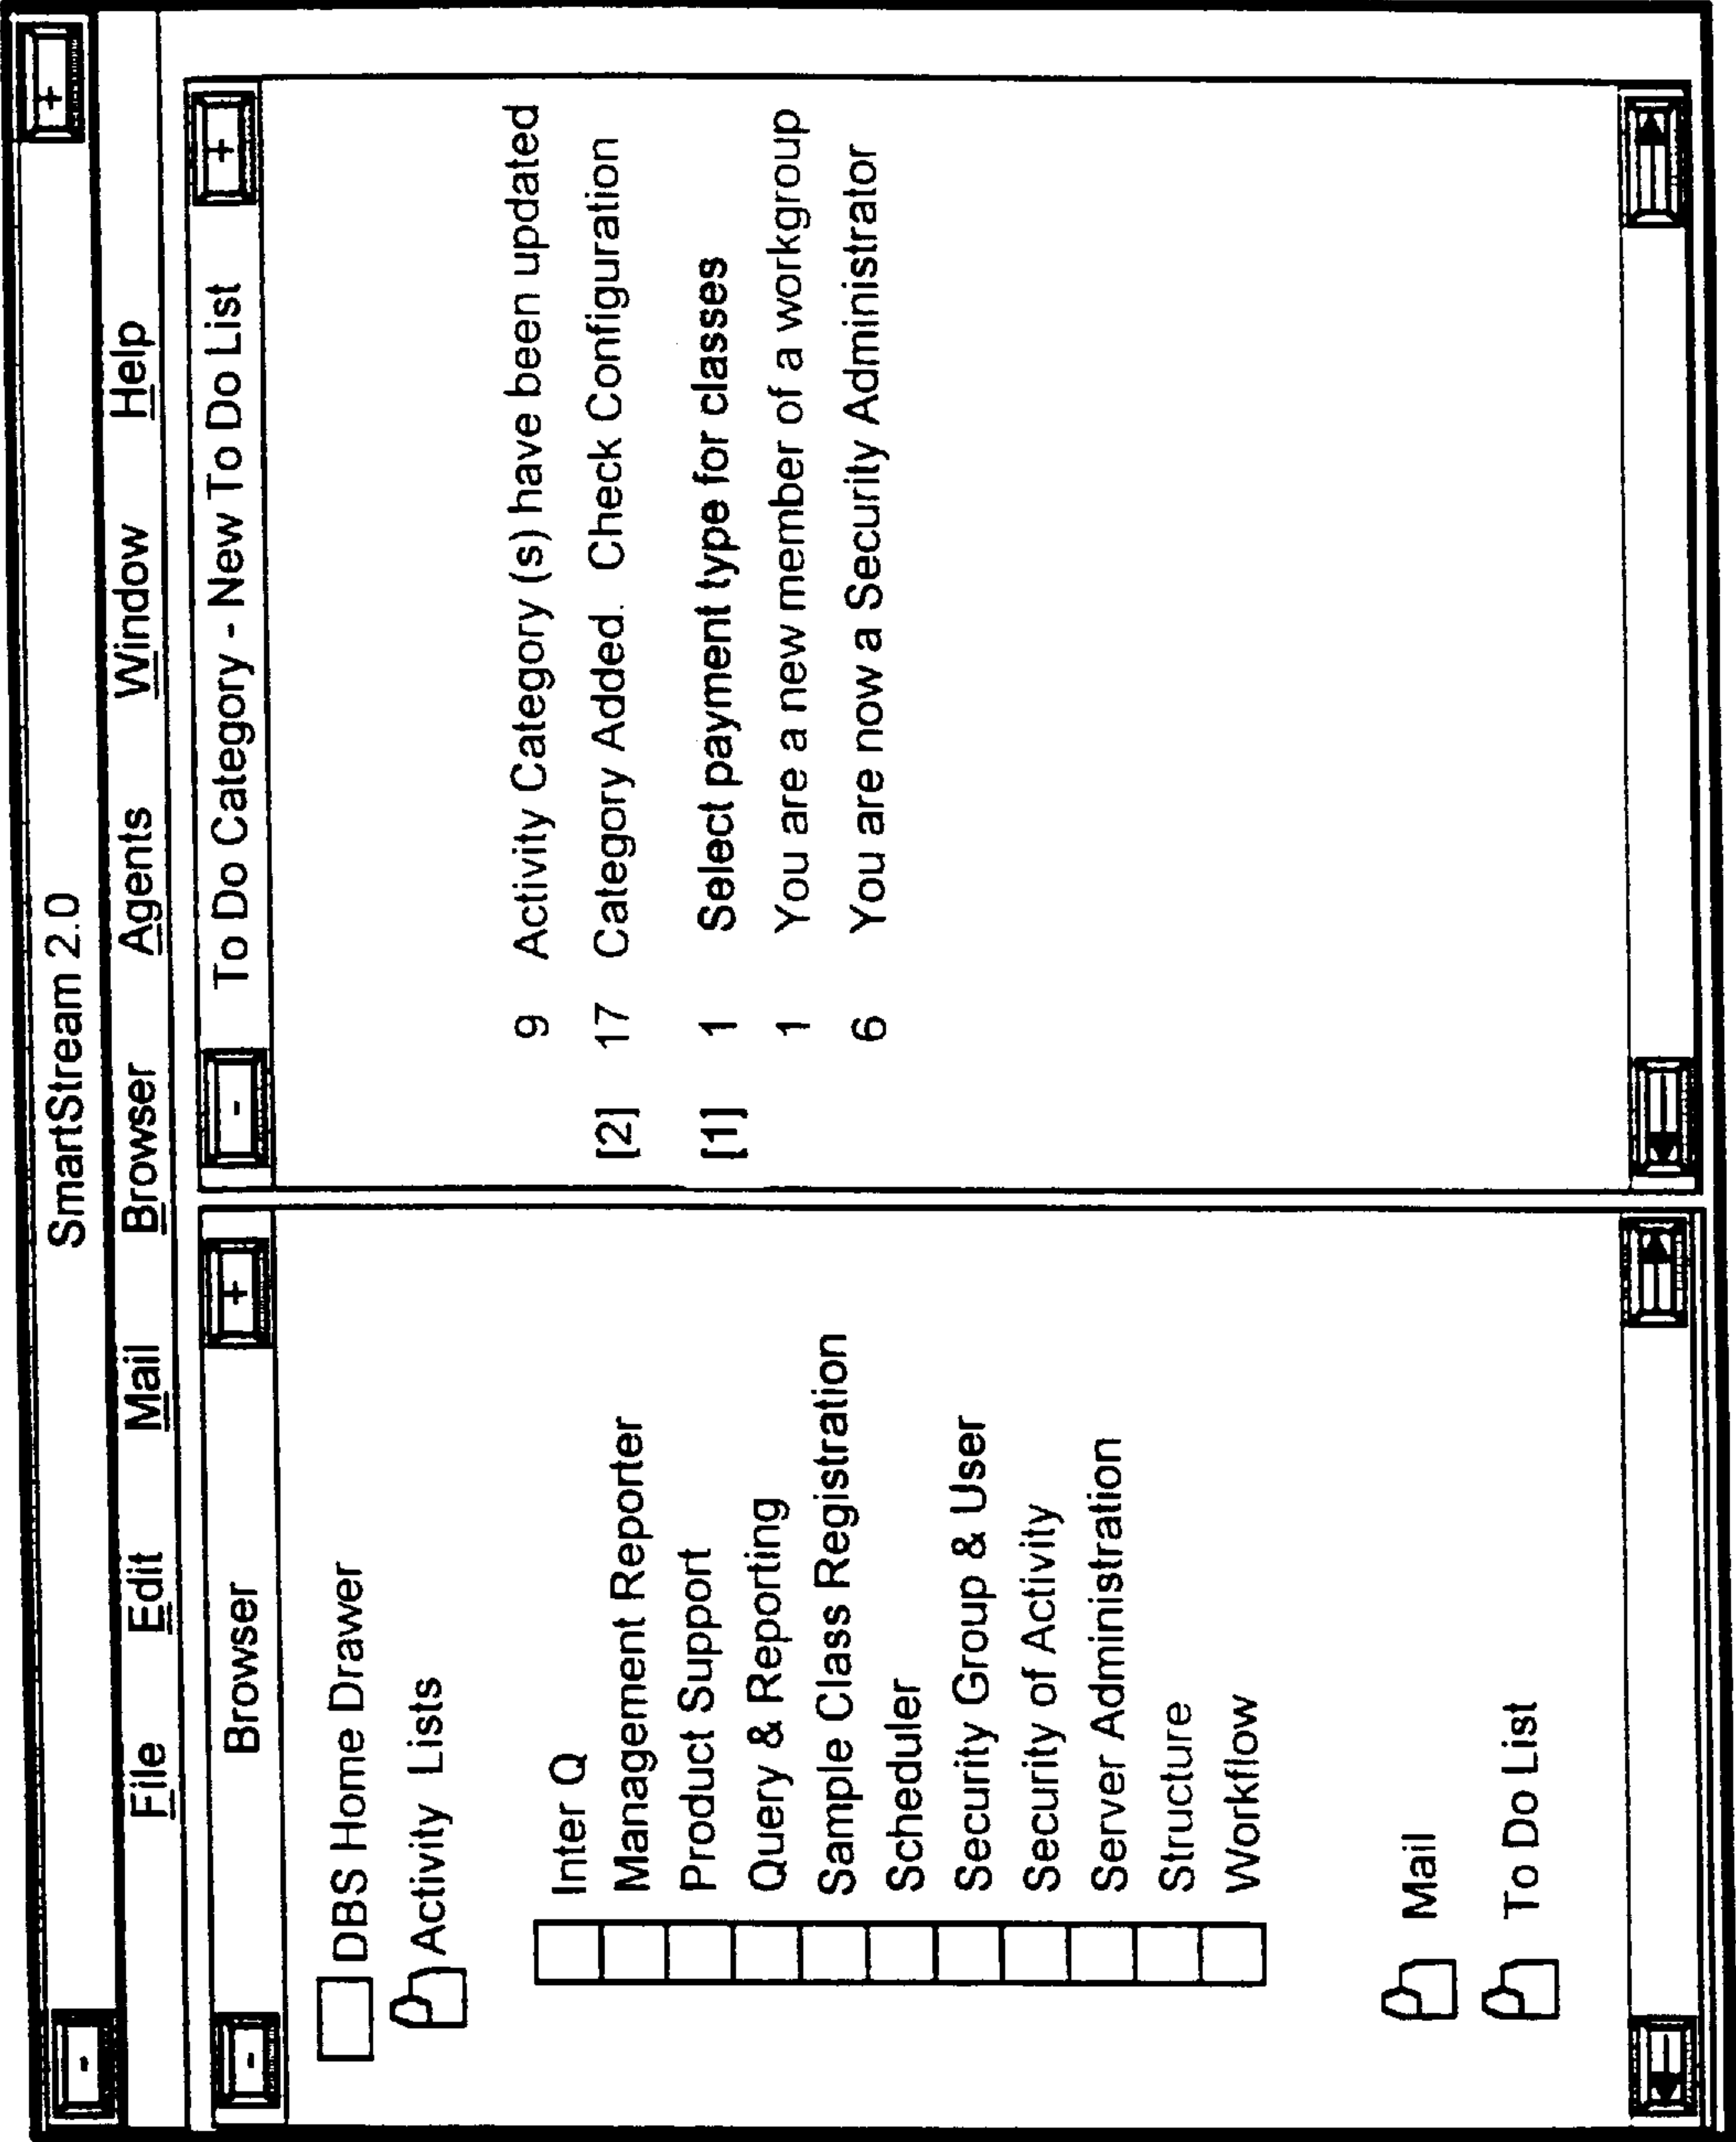 SmartStream 2.0
File Edit Mail Browser Agents Window Help
Browser
DBS Home Drawer
Activity Lists
Inter Q
Management Reporter
Product Support
Query & Reporting
Sample Class Registration
Scheduler
Security Group & User
Security of Activity
Server Administration
Structure
Workflow
Mail
To Do List
To Do Category - New To Do List
9 Activity Category (s) have been updated
[2] 17 Category Added. Check Configuration
[1] 1 Select payment type for classes
1 You are a new member of a workgroup
6 You are now a Security Administrator